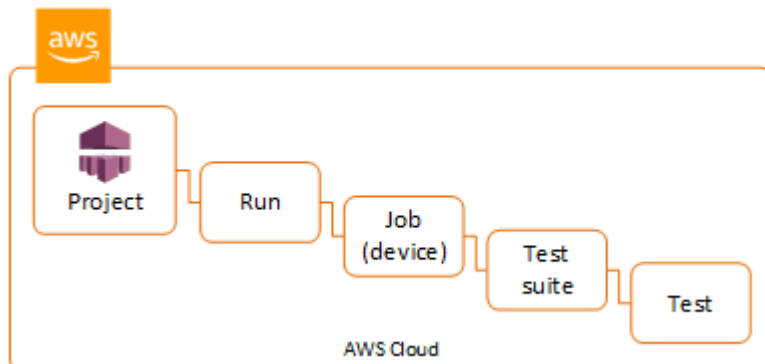 aws
Project
Run
Job
(device)
Test
suite
Test
AWS Cloud